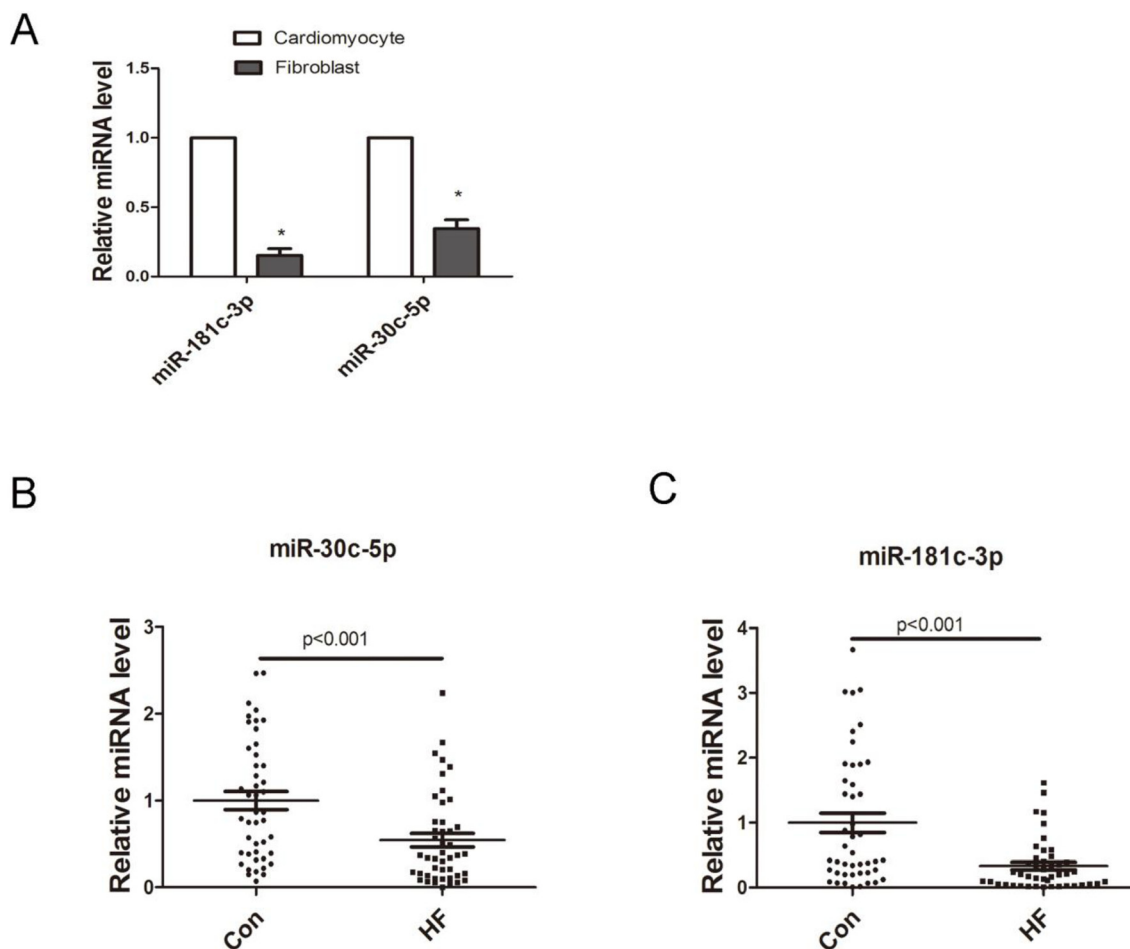 A
Cardiomyocyte
Fibroblast
Relative miRNA level
1.5
1.0
0.5
0.0
*
*
miR-181c-3p
miR-30c-5p
B
miR-30c-5p
Relative miRNA level
3
2
1
0
p<0.001
Con
HF
C
miR-181c-3p
Relative miRNA level
4
3
2
1
0
p<0.001
Con
HF